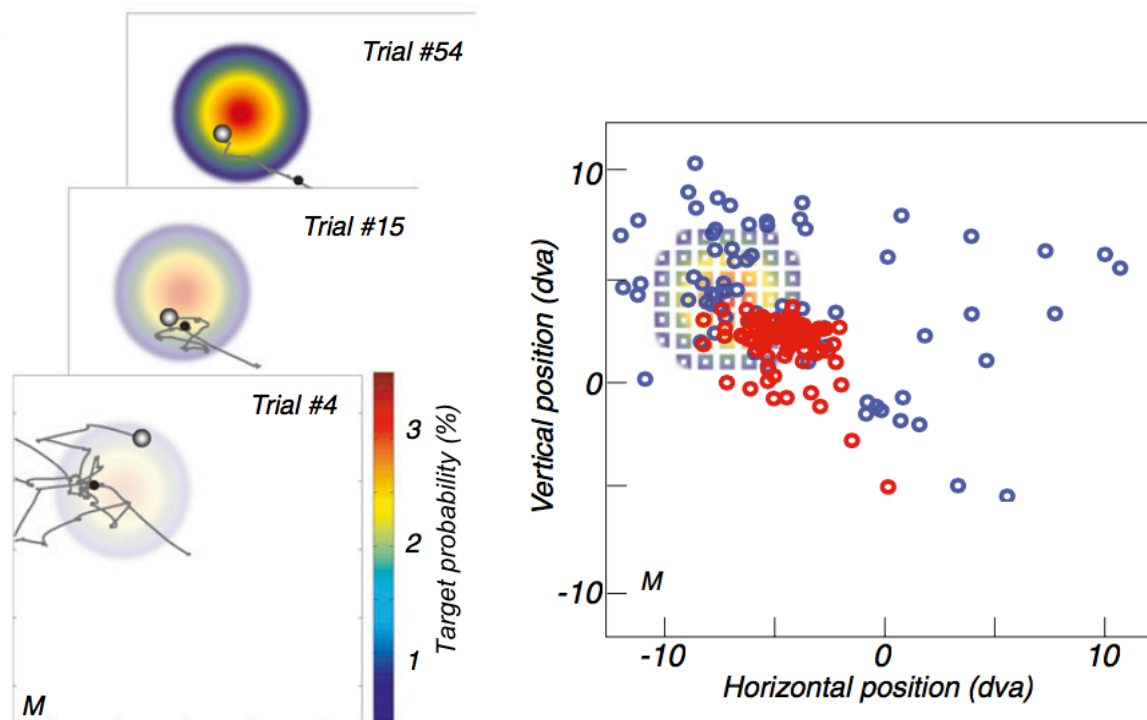 Trial #54
Trial #15
Trial #4
3
2
1
Target probability (%)
M
10
0
-10
Vertical position (dva)
M
-10
0
10
Horizontal position (dva)